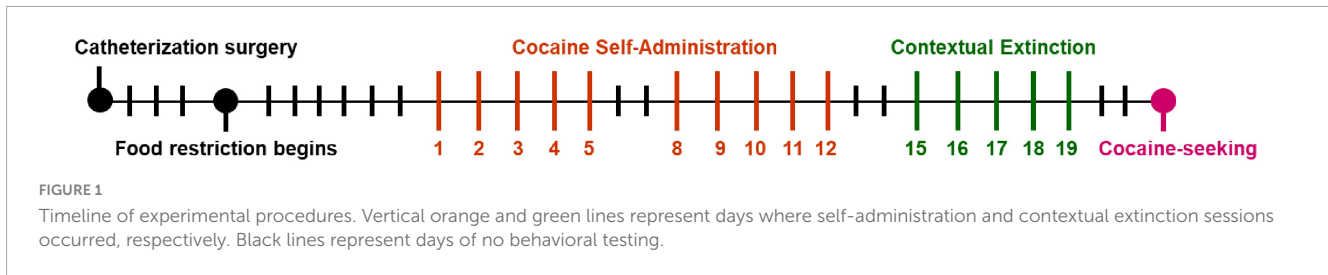 Catheterization surgery Cocaine Self-Administration Contextual Extinction
Food restriction begins 1 2 3 4 5 8 9 10 11 12 15 16 17 18 19 Cocaine-seeking
FIGURE 1
Timeline of experimental procedures. Vertical orange and green lines represent days where self-administration and contextual extinction sessions
occurred, respectively. Black lines represent days of no behavioral testing.